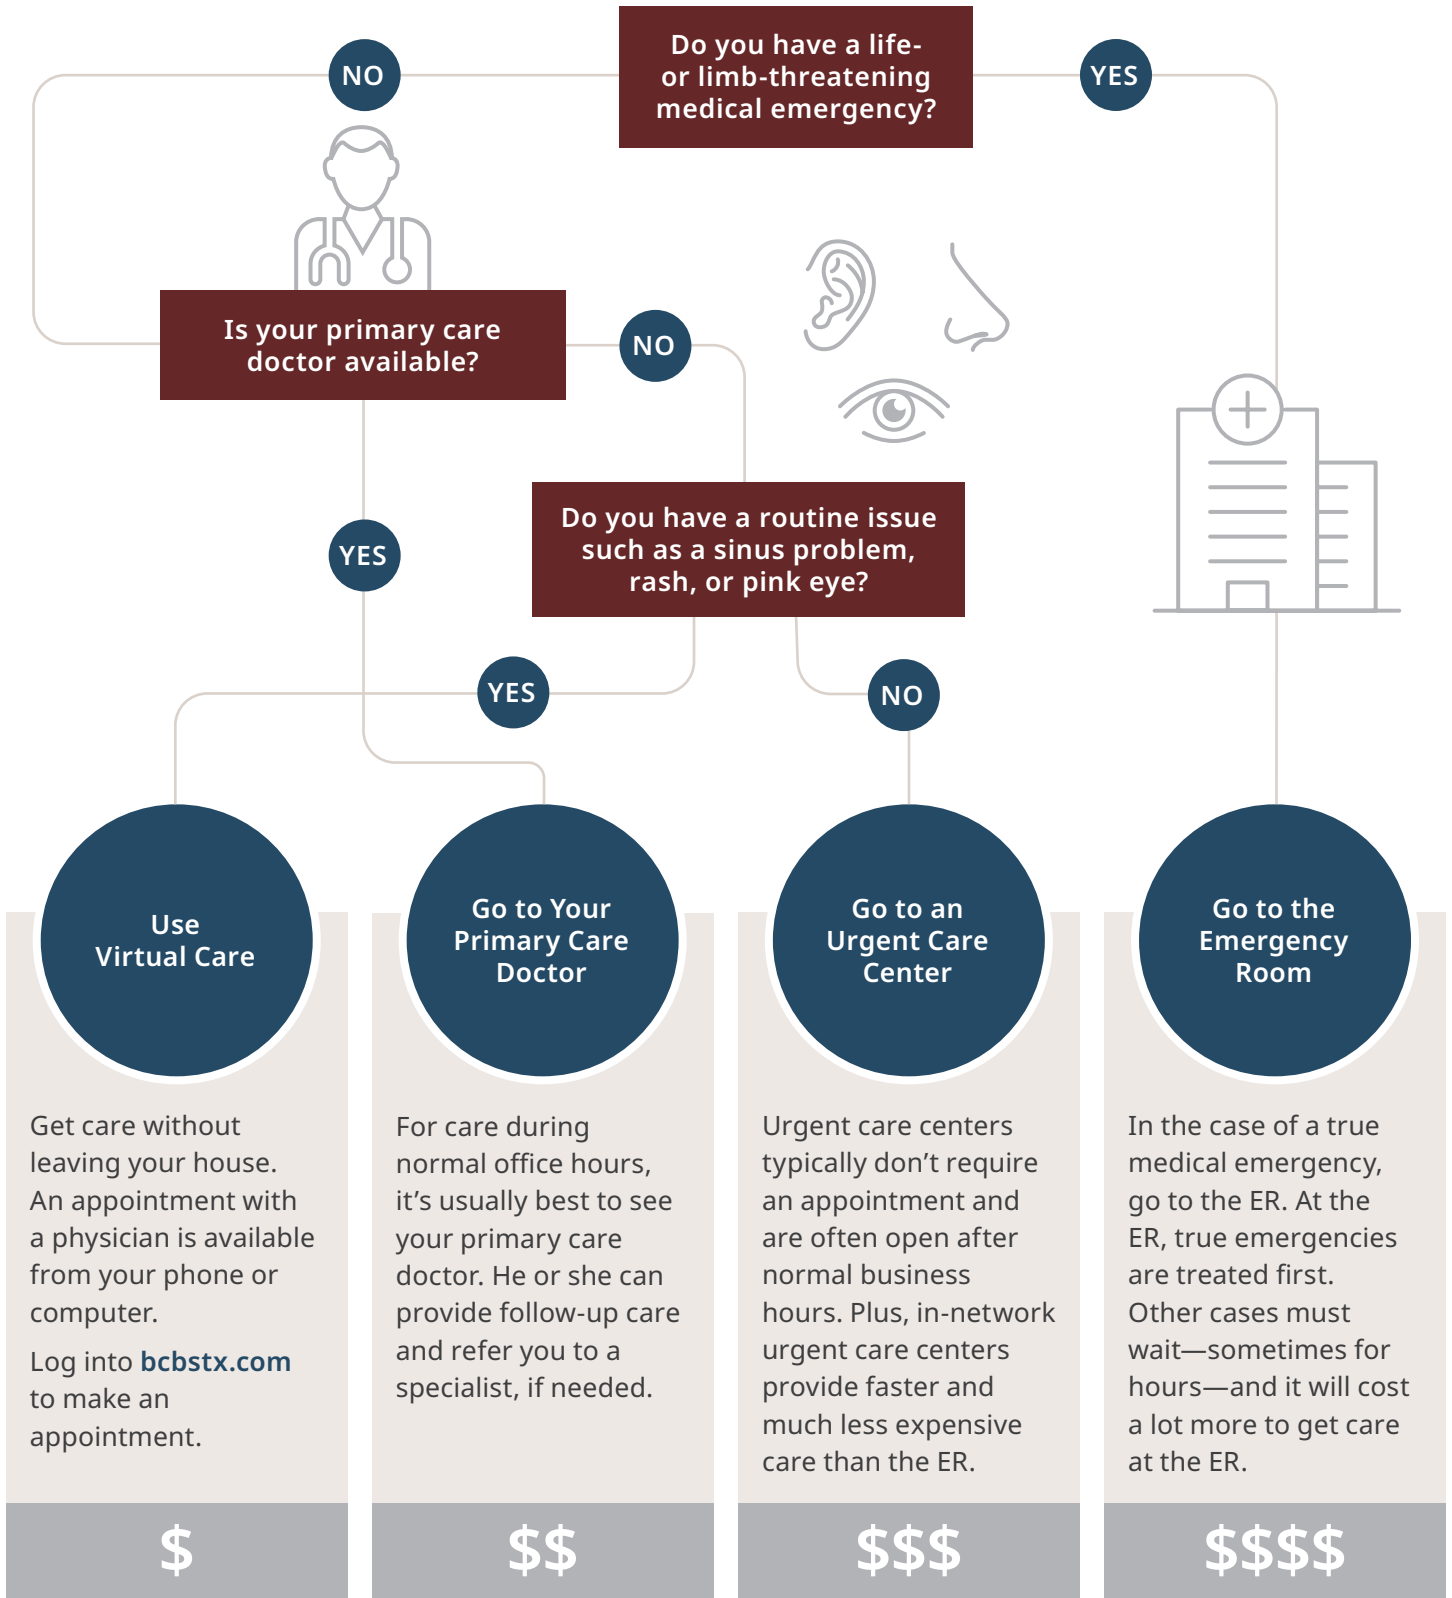 Do you have a life-
or limb-threatening
medical emergency?
NO
YES
Is your primary care
doctor available?
NO
YES
Do you have a routine issue
such as a sinus problem,
rash, or pink eye?
YES
NO
Use
Virtual Care
Get care without
leaving your house.
An appointment with
a physician is available
from your phone or
computer.
Log into bcbstx.com
to make an
appointment.
$
Go to Your
Primary Care
Doctor
For care during
normal office hours,
it’s usually best to see
your primary care
doctor. He or she can
provide follow-up care
and refer you to a
specialist, if needed.
$$
Go to an
Urgent Care
Center
Urgent care centers
typically don’t require
an appointment and
are often open after
normal business
hours. Plus, in-network
urgent care centers
provide faster and
much less expensive
care than the ER.
$$$
Go to the
Emergency
Room
In the case of a true
medical emergency,
go to the ER. At the
ER, true emergencies
are treated first.
Other cases must
wait—sometimes for
hours—and it will cost
a lot more to get care
at the ER.
$$$$